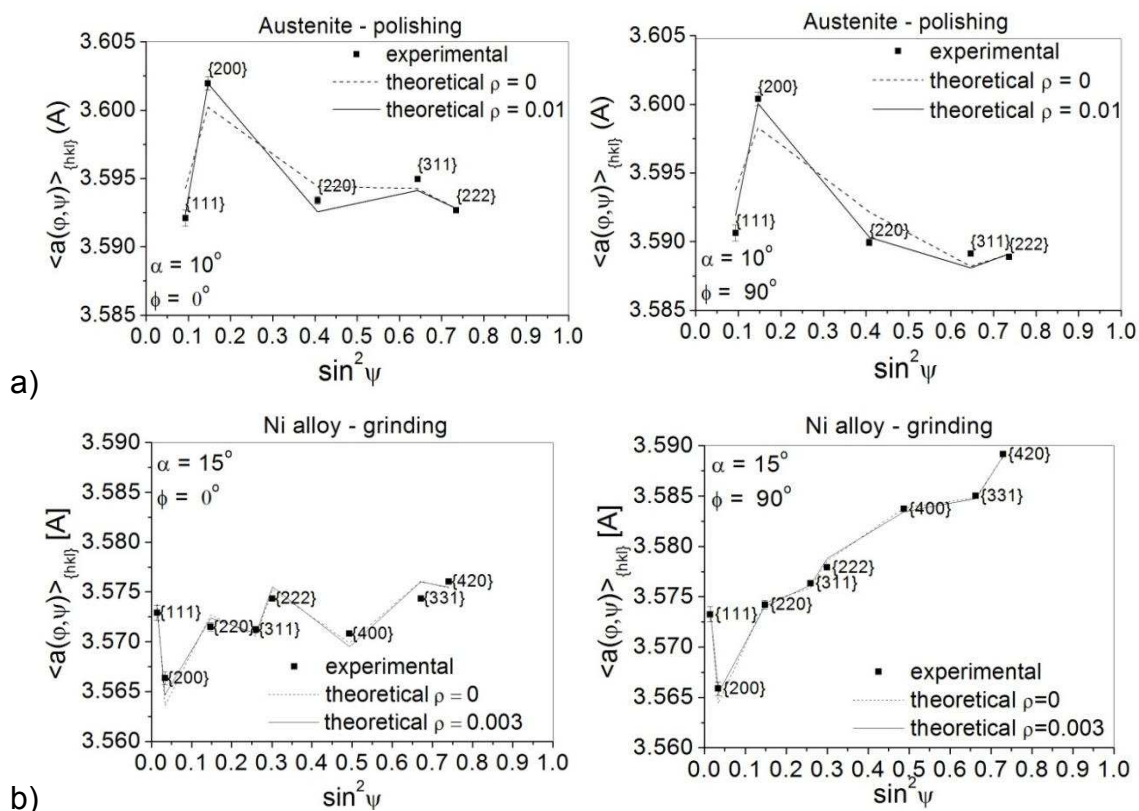 Austenite - polishing
3.605
3.600
3.595
3.590
3.585
<a(φ,ψ)>{hkl} (A)
experimental
theoretical ρ = 0
theoretical ρ = 0.01
{111}
{200}
{220}
{311}
{222}
α = 10°
ϕ = 0°
0.0 0.1 0.2 0.3 0.4 0.5 0.6 0.7 0.8 0.9 1.0
sin²ψ
Austenite - polishing
3.605
3.600
3.595
3.590
3.585
<a(φ,ψ)>{hkl} (A)
experimental
theoretical ρ = 0
theoretical ρ = 0.01
{111}
{200}
{220}
{311}
{222}
α = 10°
ϕ = 90°
0.0 0.1 0.2 0.3 0.4 0.5 0.6 0.7 0.8 0.9 1.0
sin²ψ
a)
Ni alloy - grinding
3.590
3.585
3.580
3.575
3.570
3.565
3.560
<a(φ,ψ)>{hkl} [A]
α = 15°
ϕ = 0°
{111}
{200}
{220}
{311}
{222}
{400}
{331}
{420}
experimental
theoretical ρ = 0
theoretical ρ = 0.003
0.0 0.1 0.2 0.3 0.4 0.5 0.6 0.7 0.8 0.9 1.0
sin²ψ
Ni alloy - grinding
3.590
3.585
3.580
3.575
3.570
3.565
3.560
<a(φ,ψ)>{hkl} [A]
α = 15°
ϕ = 90°
{111}
{200}
{220}
{311}
{222}
{400}
{331}
{420}
experimental
theoretical ρ=0
theoretical ρ=0.003
0.0 0.1 0.2 0.3 0.4 0.5 0.6 0.7 0.8 0.9 1.0
sin²ψ
b)